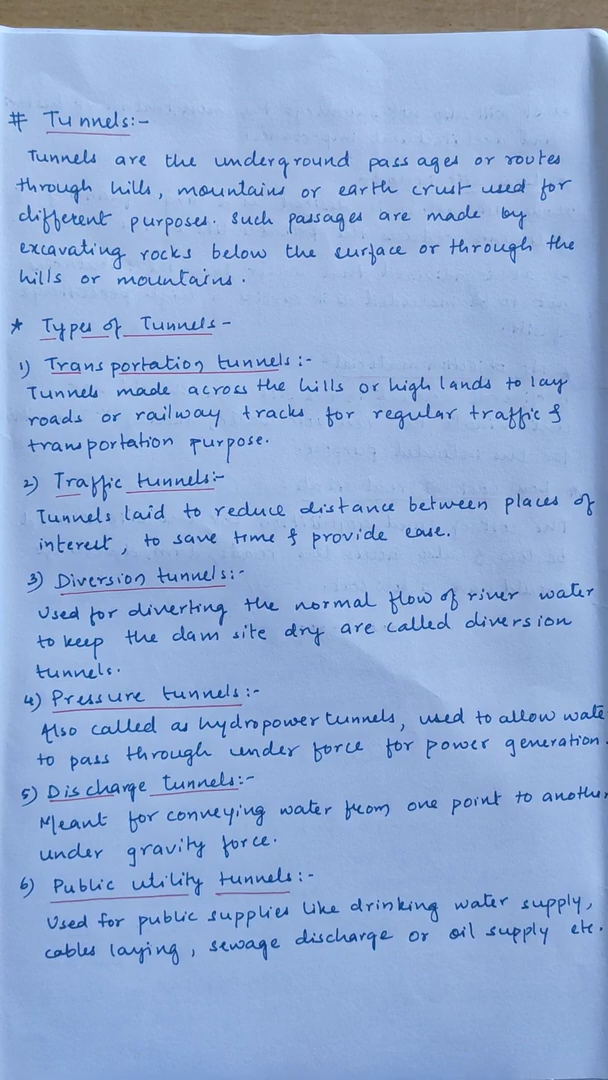 # Tunnels:-
Tunnels are the underground passages or routes
through hills, mountains or earth crust used for
different purposes. Such passages are made by
excavating rocks below the surface or through the
hills or mountains.
* Types of Tunnels -
1) Transportation tunnels:-
Tunnels made across the hills or high lands to lay
roads or railway tracks for regular traffic &
transportation purpose.
2) Traffic tunnels:-
Tunnels laid to reduce distance between places of
interest, to save time & provide ease.
3) Diversion tunnels:-
Used for diverting the normal flow of river water
to keep the dam site dry are called diversion
tunnels.
4) Pressure tunnels:-
Also called as hydropower tunnels, used to allow wate
to pass through under force for power generation.
5) Discharge tunnels:-
Meant for conveying water from one point to another
under gravity force.
6) Public utility tunnels:-
Used for public supplies like drinking water supply,
cables laying, sewage discharge or oil supply etc.